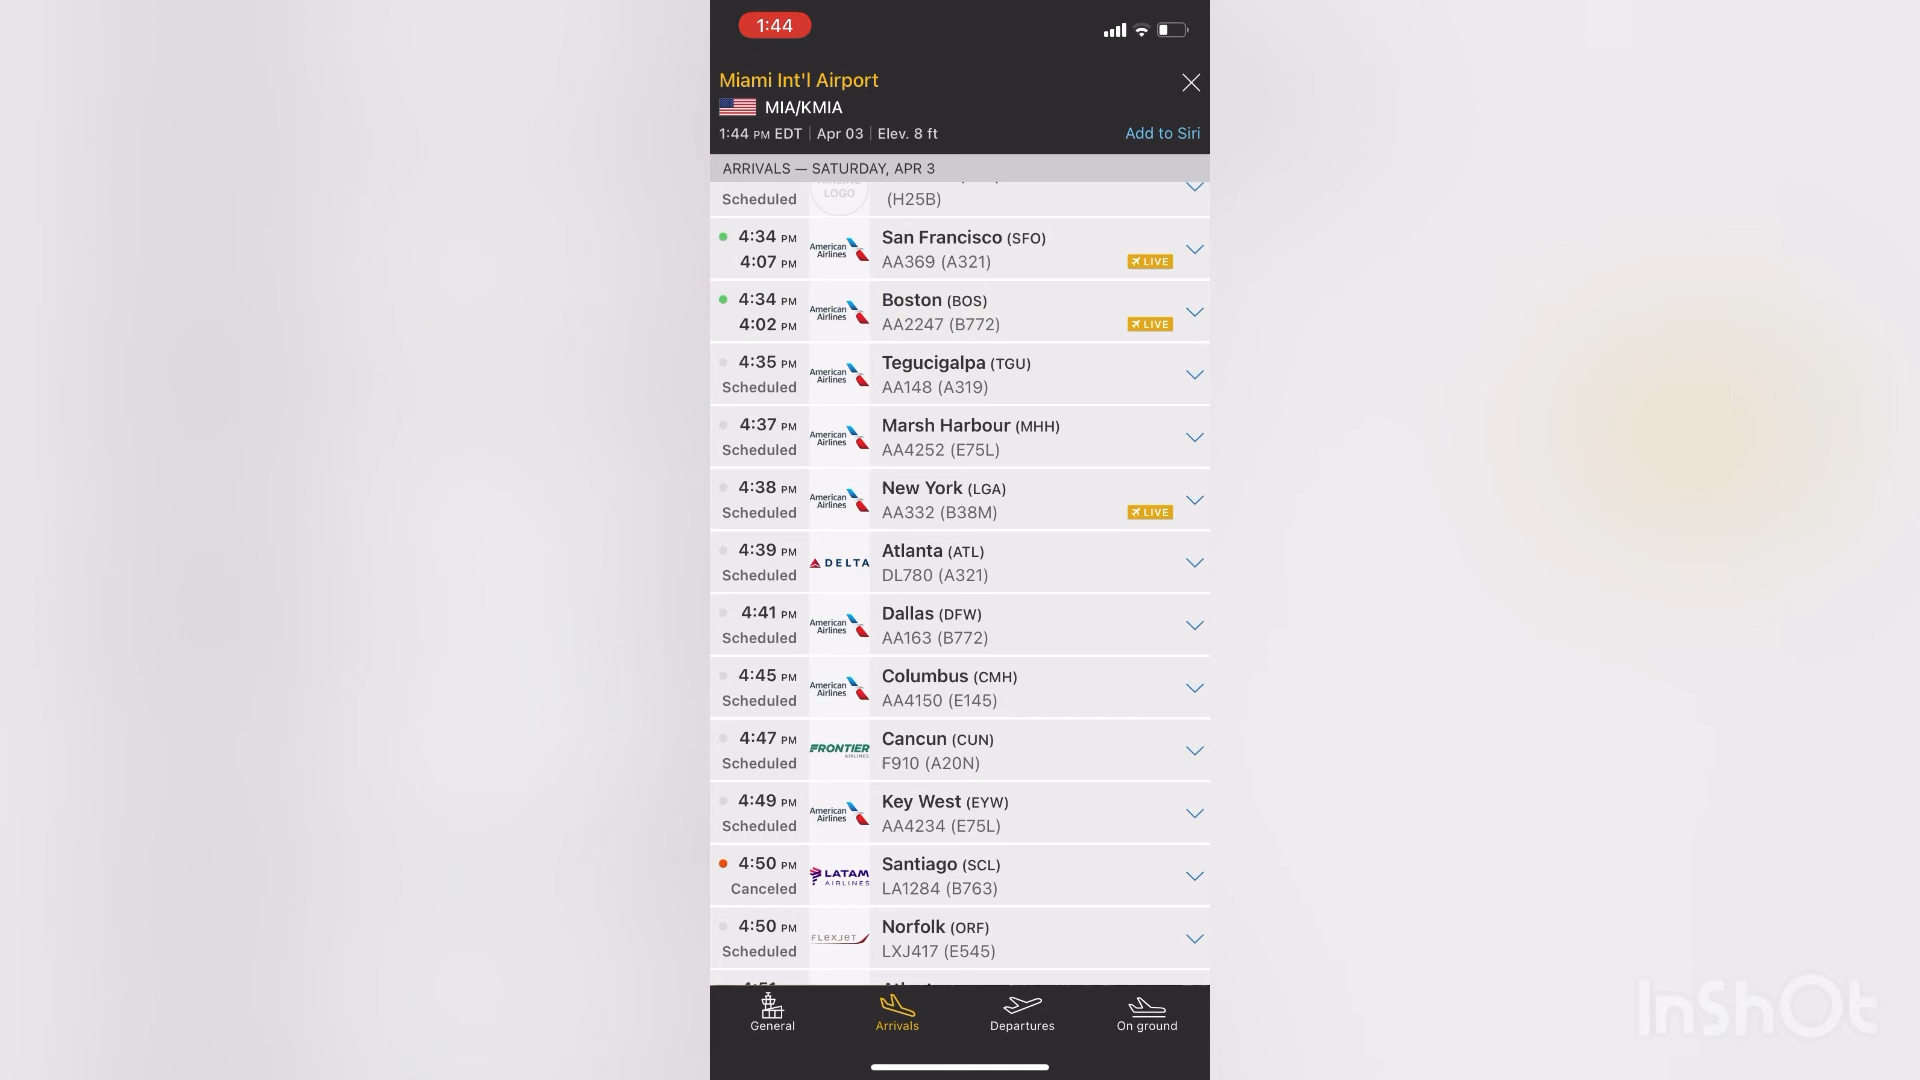 1:44
Miami Int'l Airport
MIA/KMIA
1:44 PM EDT | Apr 03 | Elev. 8 ft
Add to Siri
ARRIVALS — SATURDAY, APR 3
Scheduled
LOGO
(H25B)
4:34 PM
American Airlines
San Francisco (SFO)
4:07 PM
AA369 (A321)
LIVE
4:34 PM
American Airlines
Boston (BOS)
4:02 PM
AA2247 (B772)
LIVE
4:35 PM
American Airlines
Tegucigalpa (TGU)
Scheduled
AA148 (A319)
4:37 PM
American Airlines
Marsh Harbour (MHH)
Scheduled
AA4252 (E75L)
4:38 PM
American Airlines
New York (LGA)
Scheduled
AA332 (B38M)
LIVE
4:39 PM
DELTA
Atlanta (ATL)
Scheduled
DL780 (A321)
4:41 PM
American Airlines
Dallas (DFW)
Scheduled
AA163 (B772)
4:45 PM
American Airlines
Columbus (CMH)
Scheduled
AA4150 (E145)
4:47 PM
FRONTIER AIRLINES
Cancun (CUN)
Scheduled
F910 (A20N)
4:49 PM
American Airlines
Key West (EYW)
Scheduled
AA4234 (E75L)
4:50 PM
LATAM AIRLINES
Santiago (SCL)
Canceled
LA1284 (B763)
4:50 PM
FLEXJET
Norfolk (ORF)
Scheduled
LXJ417 (E545)
General
Arrivals
Departures
On ground
InShOt